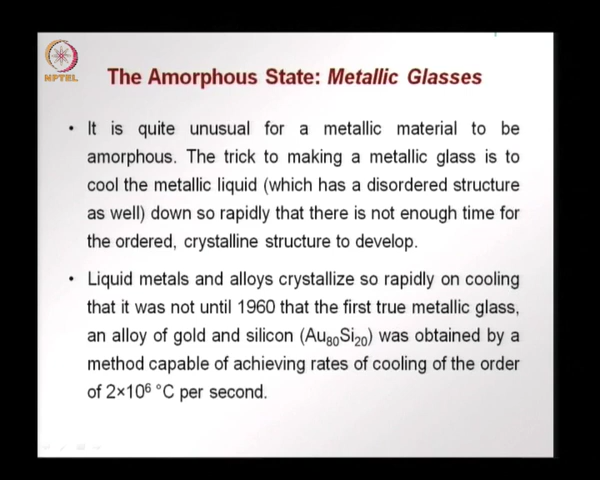 NPTEL
The Amorphous State: Metallic Glasses
• It is quite unusual for a metallic material to be
amorphous. The trick to making a metallic glass is to
cool the metallic liquid (which has a disordered structure
as well) down so rapidly that there is not enough time for
the ordered, crystalline structure to develop.
• Liquid metals and alloys crystallize so rapidly on cooling
that it was not until 1960 that the first true metallic glass,
an alloy of gold and silicon (Au₈₀Si₂₀) was obtained by a
method capable of achieving rates of cooling of the order
of 2×10⁶ °C per second.